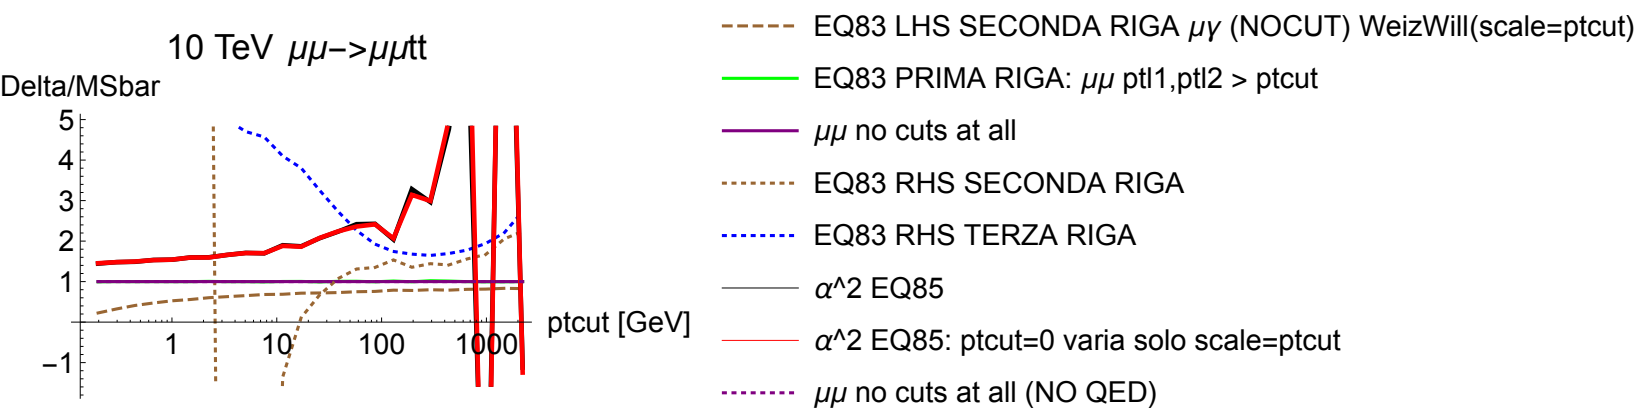 10 TeV μμ−>μμtt
Delta/MSbar
5
4
3
2
1
−1
1
10
100
1000
ptcut [GeV]
EQ83 LHS SECONDA RIGA μγ (NOCUT) WeizWill(scale=ptcut)
EQ83 PRIMA RIGA: μμ ptl1,ptl2 > ptcut
μμ no cuts at all
EQ83 RHS SECONDA RIGA
EQ83 RHS TERZA RIGA
α^2 EQ85
α^2 EQ85: ptcut=0 varia solo scale=ptcut
μμ no cuts at all (NO QED)